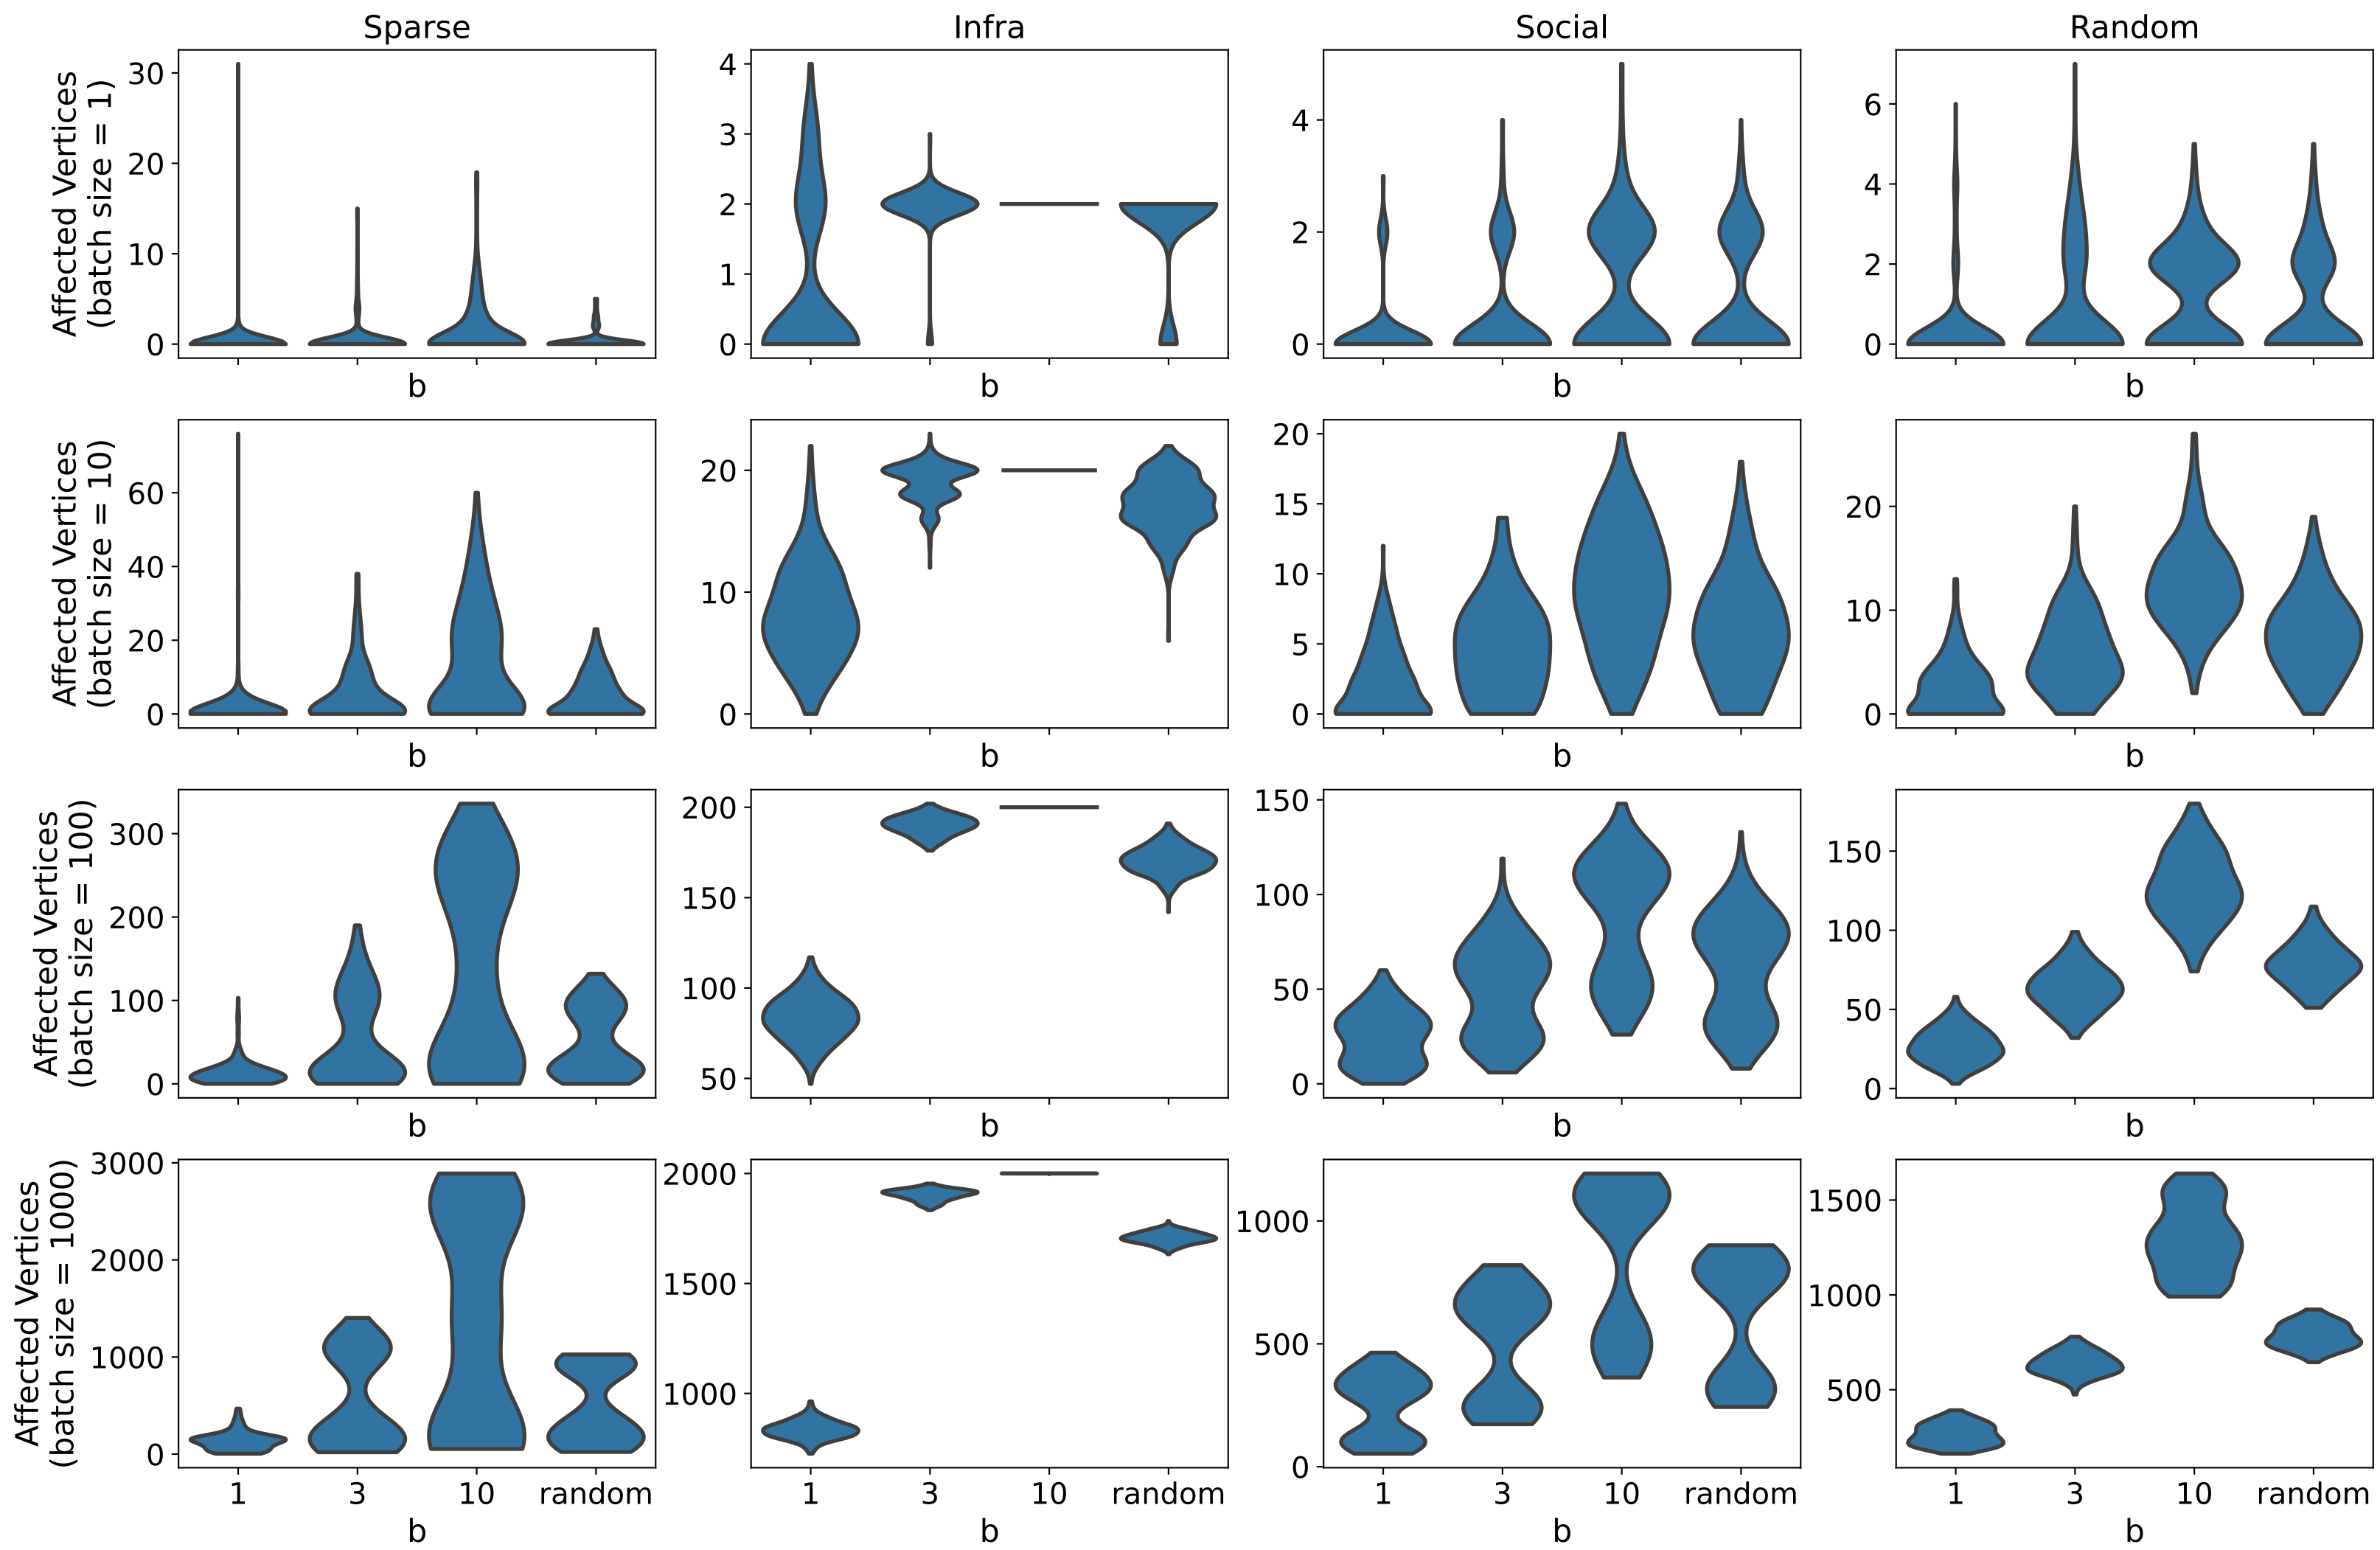 Sparse
Infra
Social
Random
Affected Vertices
(batch size = 1)
30
20
10
0
b
4
3
2
1
0
b
4
2
0
b
6
4
2
0
b
Affected Vertices
(batch size = 10)
60
40
20
0
b
20
10
0
b
20
15
10
5
0
b
20
10
0
b
Affected Vertices
(batch size = 100)
300
200
100
0
b
200
150
100
50
b
150
100
50
0
b
150
100
50
0
b
Affected Vertices
(batch size = 1000)
3000
2000
1000
0
1 3 10 random
b
2000
1500
1000
1 3 10 random
b
1000
500
0
1 3 10 random
b
1500
1000
500
1 3 10 random
b